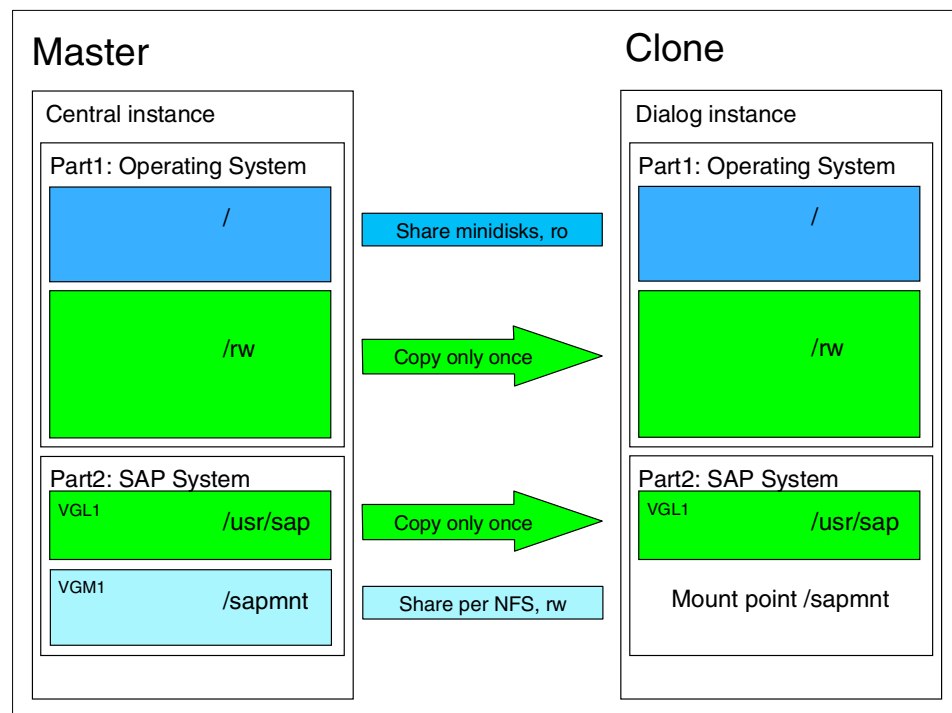 Master
Clone
Central instance
Dialog instance
Part1: Operating System
Part1: Operating System
/
Share minidisks, ro
/
/rw
Copy only once
/rw
Part2: SAP System
Part2: SAP System
VGL1
/usr/sap
Copy only once
VGL1
/usr/sap
VGM1
/sapmnt
Share per NFS, rw
Mount point /sapmnt